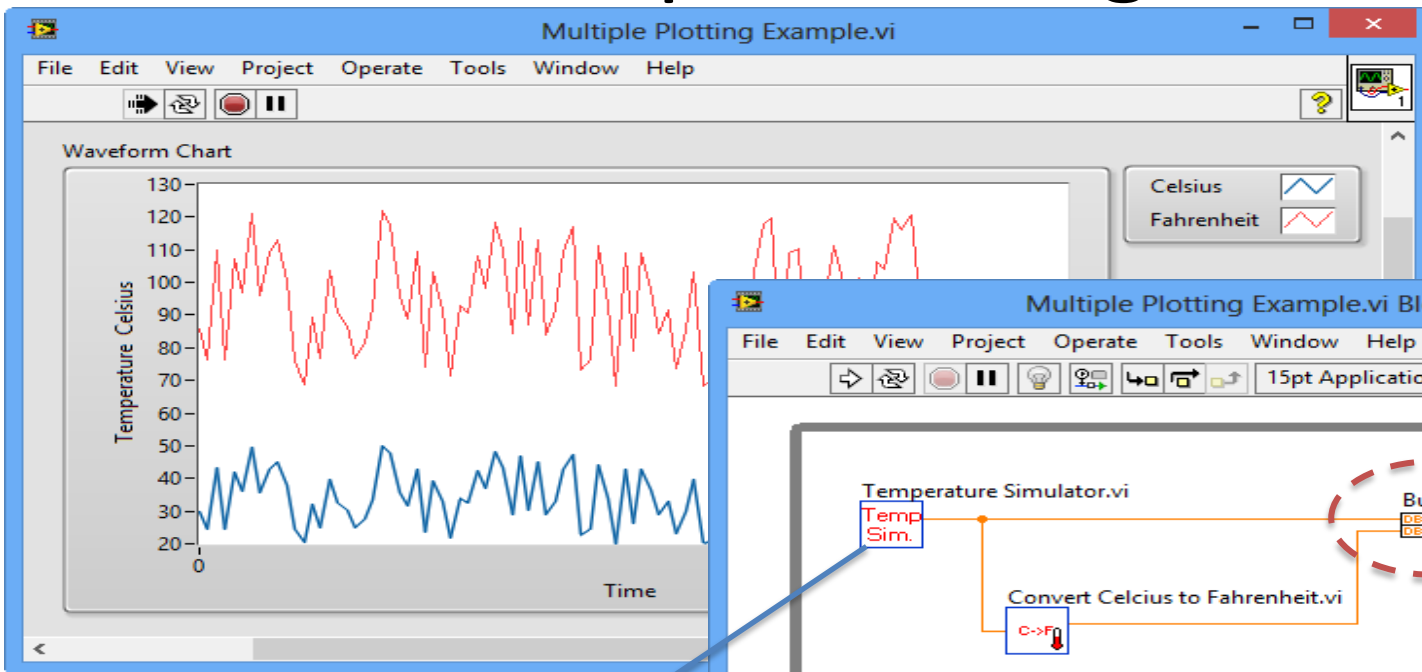 Multiple Plotting Example.vi
File Edit View Project Operate Tools Window Help
1
Waveform Chart
130
120
110
100
90
80
70
60
50
40
30
20
Temperature Celsius
0
Time
Celsius
Fahrenheit
Multiple Plotting Example.vi Bl
File Edit View Project Operate Tools Window Help
15pt Applicatio
Temperature Simulator.vi
Temp
Sim.
Bu
Convert Celcius to Fahrenheit.vi
C->F